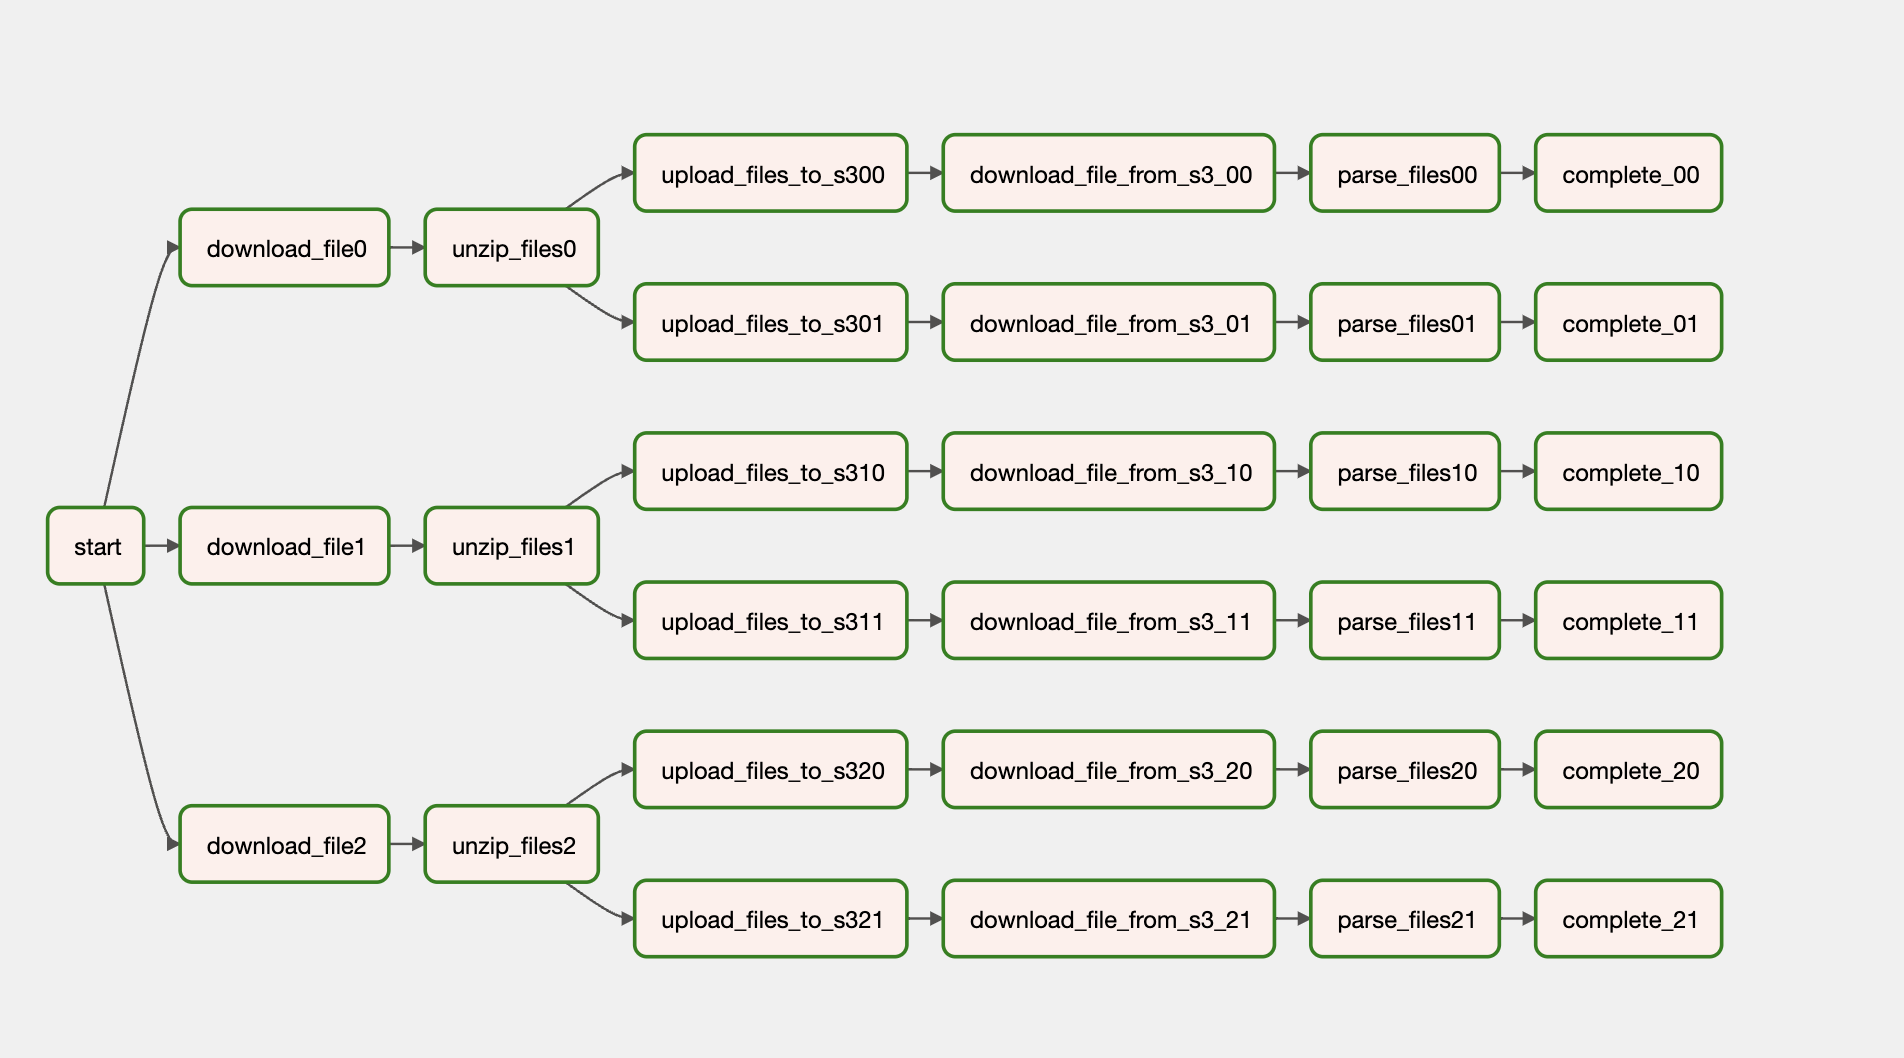 upload_files_to_s300
download_file_from_s3_00
parse_files00
complete_00
download_file0
unzip_files0
upload_files_to_s301
download_file_from_s3_01
parse_files01
complete_01
upload_files_to_s310
download_file_from_s3_10
parse_files10
complete_10
start
download_file1
unzip_files1
upload_files_to_s311
download_file_from_s3_11
parse_files11
complete_11
upload_files_to_s320
download_file_from_s3_20
parse_files20
complete_20
download_file2
unzip_files2
upload_files_to_s321
download_file_from_s3_21
parse_files21
complete_21